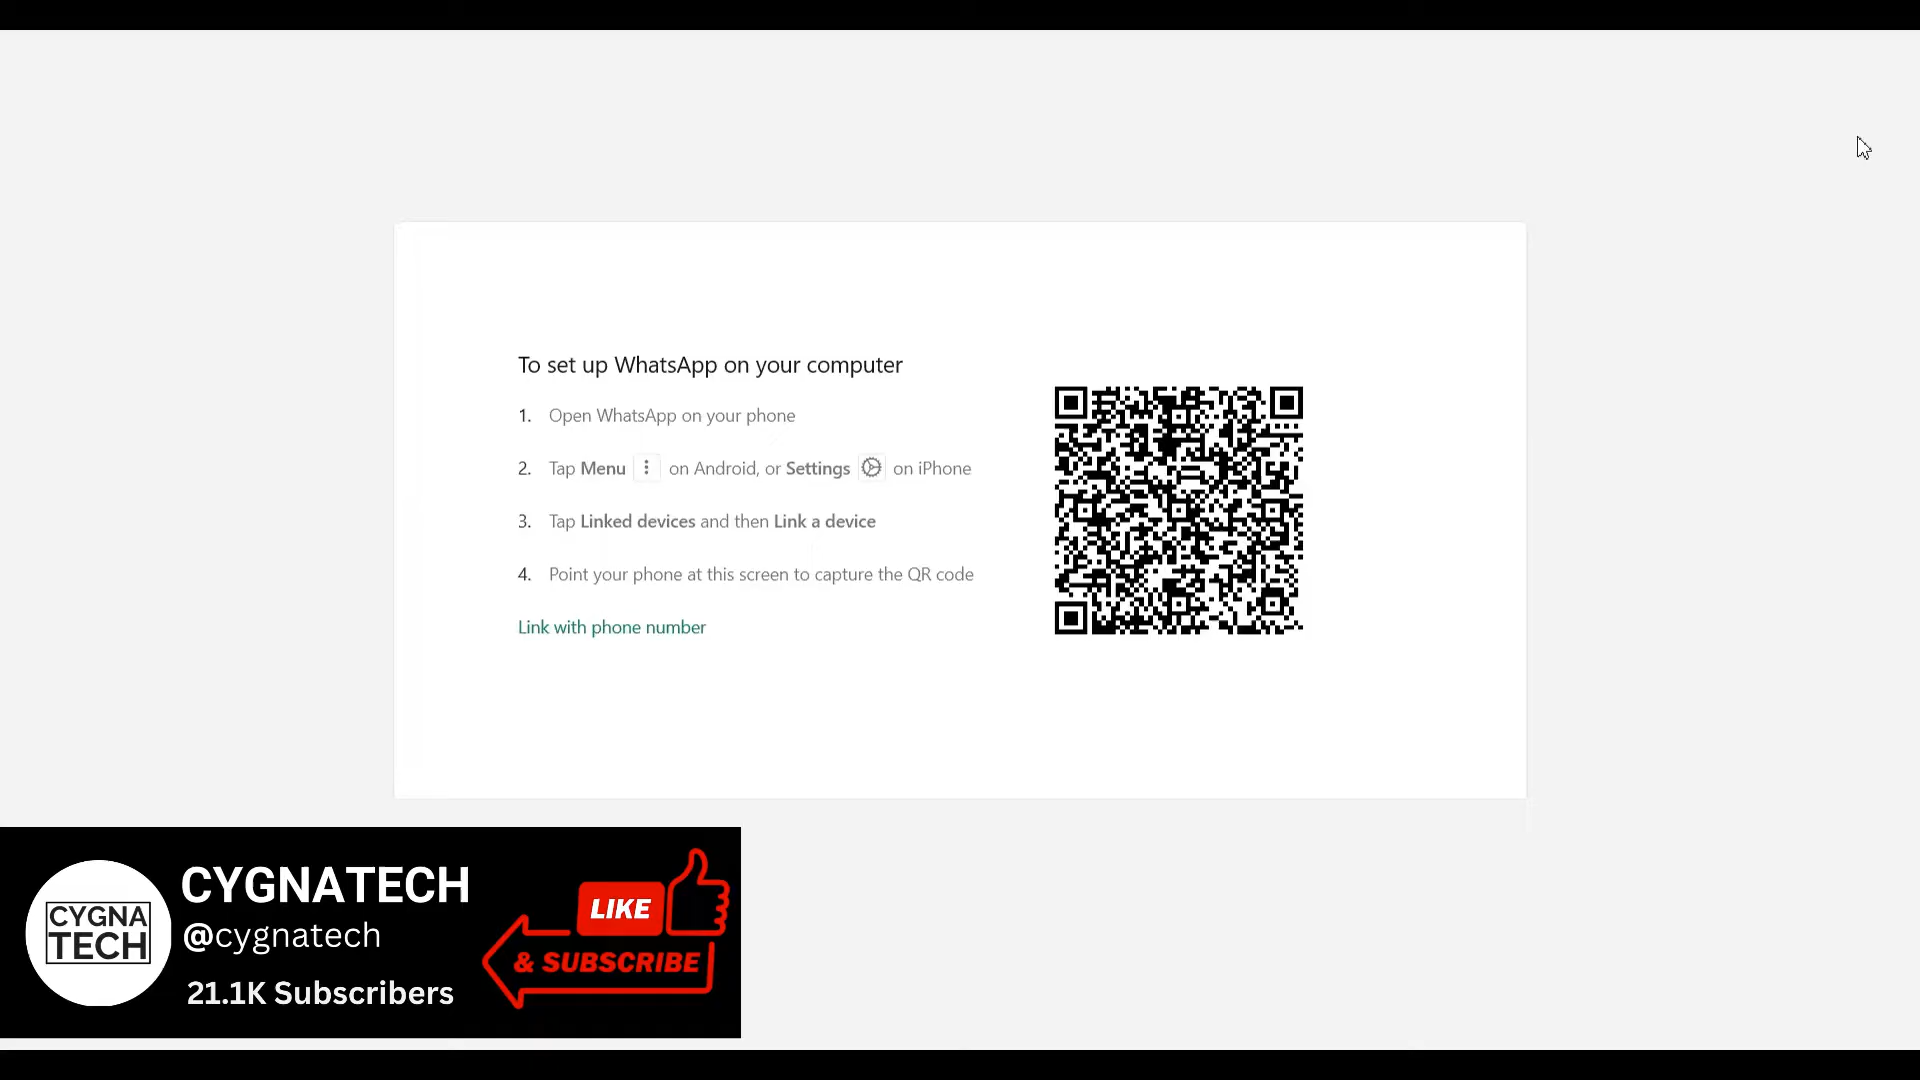 To set up WhatsApp on your computer
1. Open WhatsApp on your phone
2. Tap Menu on Android, or Settings on iPhone
3. Tap Linked devices and then Link a device
4. Point your phone at this screen to capture the QR code
Link with phone number
CYGNA
TECH
CYGNATECH
@cygnatech
21.1K Subscribers
LIKE
& SUBSCRIBE